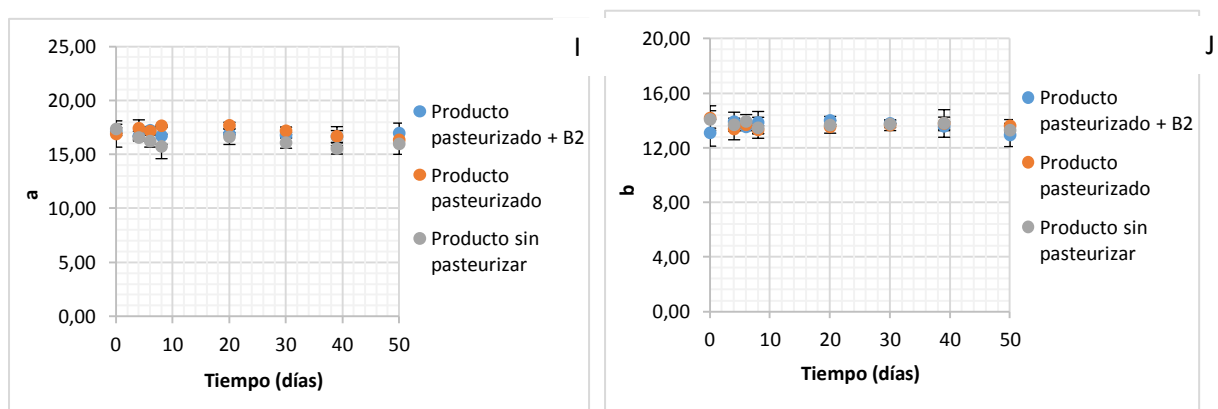 I
25,00
20,00
15,00
10,00
5,00
0,00
a
0 10 20 30 40 50
Tiempo (días)
Producto
pasteurizado + B2
Producto
pasteurizado
Producto sin
pasteurizar
J
20,00
16,00
12,00
8,00
4,00
0,00
b
0 10 20 30 40 50
Tiempo (días)
Producto
pasteurizado + B2
Producto
pasteurizado
Producto sin
pasteurizar